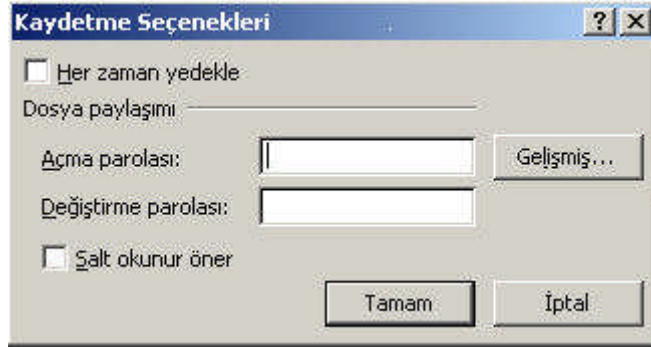 Kaydetme Seçenekleri
Her zaman yedekle
Dosya paylaşımı
Açma parolası:
Gelişmiş...
Değiştirme parolası:
Salt okunur öner
Tamam
İptal